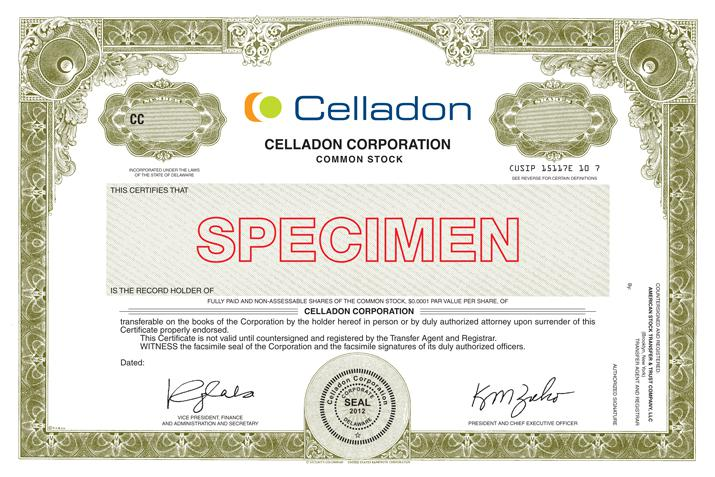 CC
Celladon
CELLADON CORPORATION
COMMON STOCK
INCORPORATED UNDER THE LAWS
OF THE STATE OF DELAWARE
CUSIP 15117E 10 7
SEE REVERSE FOR CERTAIN DEFINITIONS
THIS CERTIFIES THAT
SPECIMEN
IS THE RECORD HOLDER OF
FULLY PAID AND NON-ASSESSABLE SHARES OF THE COMMON STOCK, $0.0001 PAR VALUE PER SHARE, OF
CELLADON CORPORATION
transferable on the books of the Corporation by the holder hereof in person or by duly authorized attorney upon surrender of this
Certificate properly endorsed.
This Certificate is not valid until countersigned and registered by the Transfer Agent and Registrar.
WITNESS the facsimile seal of the Corporation and the facsimile signatures of its duly authorized officers.
Dated:
VICE PRESIDENT, FINANCE
AND ADMINISTRATION AND SECRETARY
Celladon Corporation
CORPORATE
SEAL
2012
DELAWARE
PRESIDENT AND CHIEF EXECUTIVE OFFICER
COUNTERSIGNED AND REGISTERED:
AMERICAN STOCK TRANSFER & TRUST COMPANY, LLC
(Brooklyn, New York)
TRANSFER AGENT AND REGISTRAR
By
AUTHORIZED SIGNATURE